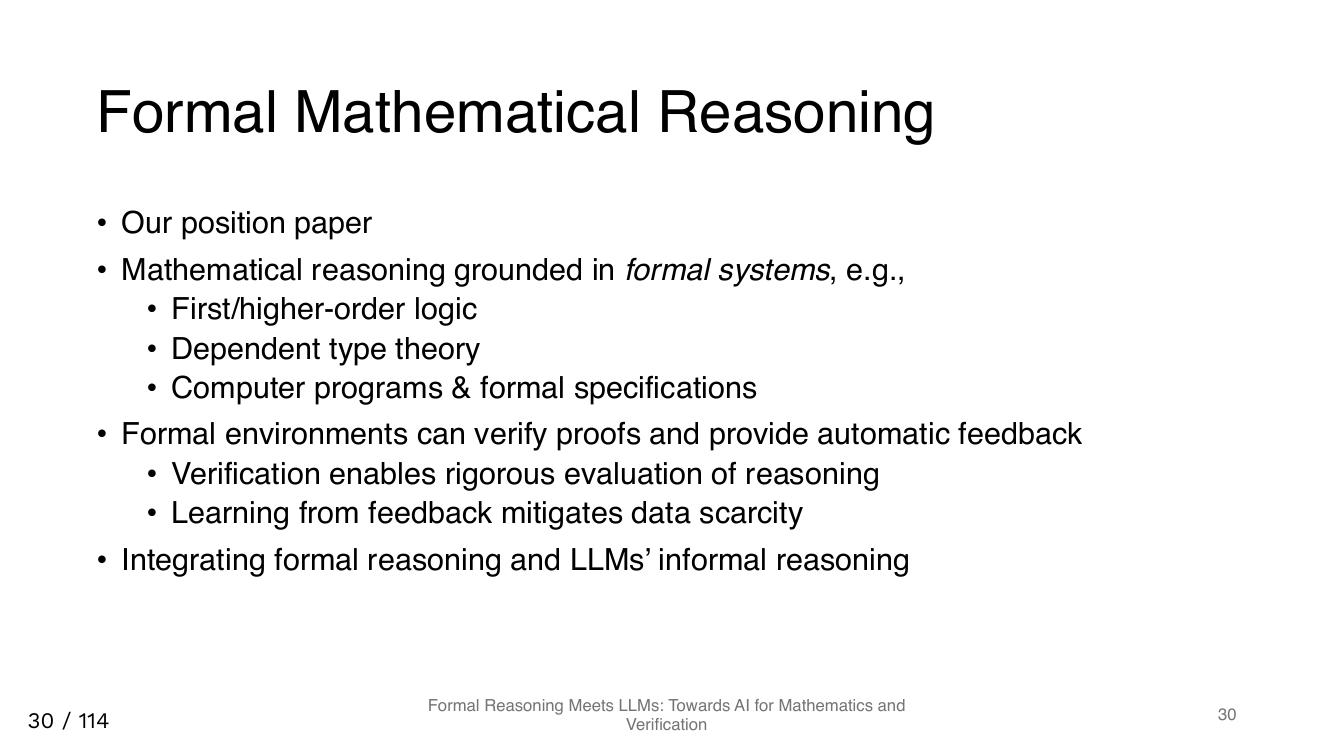 Formal Mathematical Reasoning
• Our position paper
• Mathematical reasoning grounded in formal systems, e.g.,
• First/higher-order logic
• Dependent type theory
• Computer programs & formal specifications
• Formal environments can verify proofs and provide automatic feedback
• Verification enables rigorous evaluation of reasoning
• Learning from feedback mitigates data scarcity
• Integrating formal reasoning and LLMs’ informal reasoning
30 / 114
Formal Reasoning Meets LLMs: Towards AI for Mathematics and
Verification
30